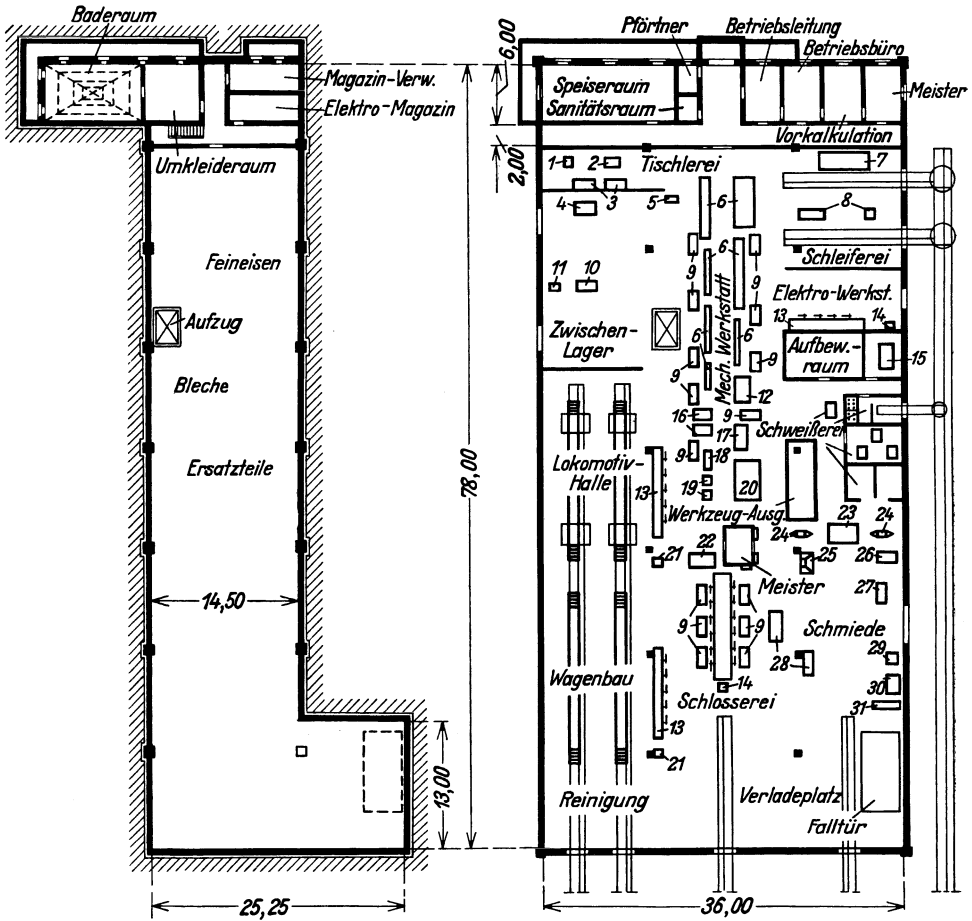 Baderaum
Magazin-Verw.
Elektro-Magazin
Umkleideraum
Feineisen
Aufzug
Bleche
Ersatzteile
14,50
13,00
25,25
78,00
6,00
2,00
Pförtner
Betriebsleitung
Betriebsbüro
Speiseraum
Sanitätsraum
Meister
Vorkalkulation
1
2
Tischlerei
7
3
4
5
6
8
9
6
9
Schleiferei
11
10
Elektro-Werkst.
13
14
Zwischen-
Lager
Mech. Werkstatt
6
6
Aufbew.-
raum
15
9
9
12
16
9
17
Schweißerei
Lokomotiv-
Halle
9
18
13
19
20
Werkzeug-Ausg.
23
24
24
21
22
25
26
Meister
27
9
9
Schmiede
28
29
Wagenbau
14
30
Schlosserei
31
13
21
Reinigung
Verladeplatz
Falltür
36,00